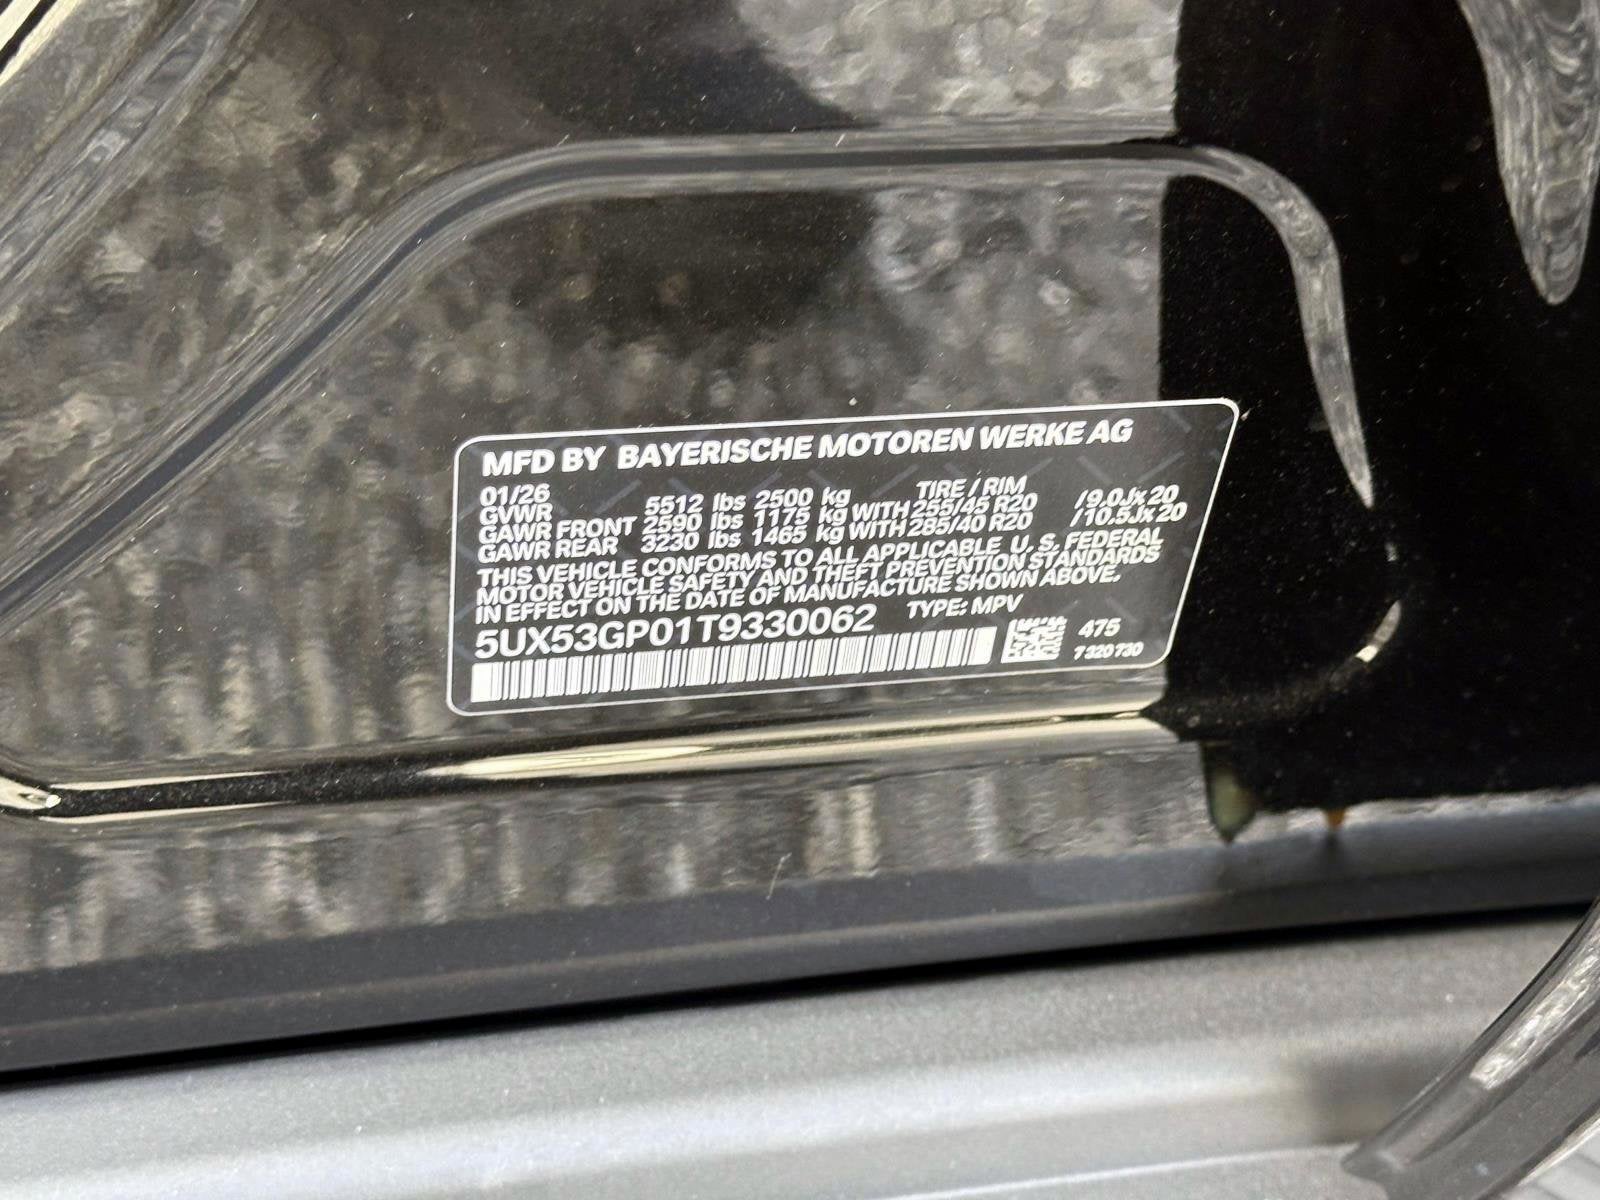 MFD BY BAYERISCHE MOTOREN WERKE AG
01/26 TIRE / RIM
GVWR 5512 lbs 2500 kg
GAWR FRONT 2590 lbs 1175 kg WITH 255/45 R20 /9.0Jx20
GAWR REAR 3230 lbs 1465 kg WITH 285/40 R20 /10.5Jx20
THIS VEHICLE CONFORMS TO ALL APPLICABLE U. S. FEDERAL
MOTOR VEHICLE SAFETY AND THEFT PREVENTION STANDARDS
IN EFFECT ON THE DATE OF MANUFACTURE SHOWN ABOVE.
5UX53GP01T9330062 TYPE: MPV
475
7 320 730